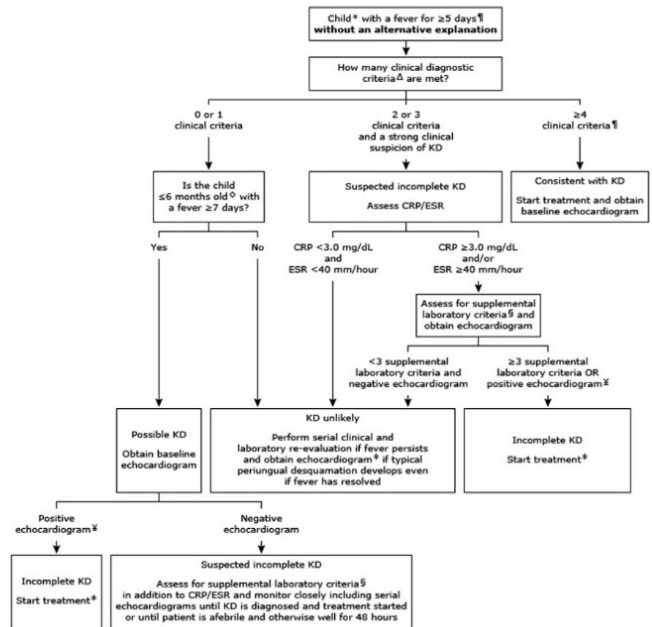 Child* with a fever for ≥5 days¶
without an alternative explanation
How many clinical diagnostic
criteriaΔ are met?
0 or 1
clinical criteria
2 or 3
clinical criteria
and a strong clinical
suspicion of KD
≥4
clinical criteria¶
Is the child
≤6 months old◊ with
a fever ≥7 days?
Suspected incomplete KD
Assess CRP/ESR
Consistent with KD
Start treatment and obtain
baseline echocardiogram
Yes
No
CRP <3.0 mg/dL
and
ESR <40 mm/hour
CRP ≥3.0 mg/dL
and/or
ESR ≥40 mm/hour
Assess for supplemental
laboratory criteria§ and
obtain echocardiogram
<3 supplemental
laboratory criteria and
negative echocardiogram
≥3 supplemental
laboratory criteria OR
positive echocardiogram¥
Possible KD
Obtain baseline
echocardiogram
KD unlikely
Perform serial clinical and
laboratory re-evaluation if fever persists
and obtain echocardiogram‡ if typical
periungual desquamation develops even
if fever has resolved
Incomplete KD
Start treatment*
Positive
echocardiogram¥
Negative
echocardiogram
Incomplete KD
Start treatment*
Suspected incomplete KD
Assess for supplemental laboratory criteria§
in addition to CRP/ESR and monitor closely including serial
echocardiograms until KD is diagnosed and treatment started
or until patient is afebrile and otherwise well for 48 hours